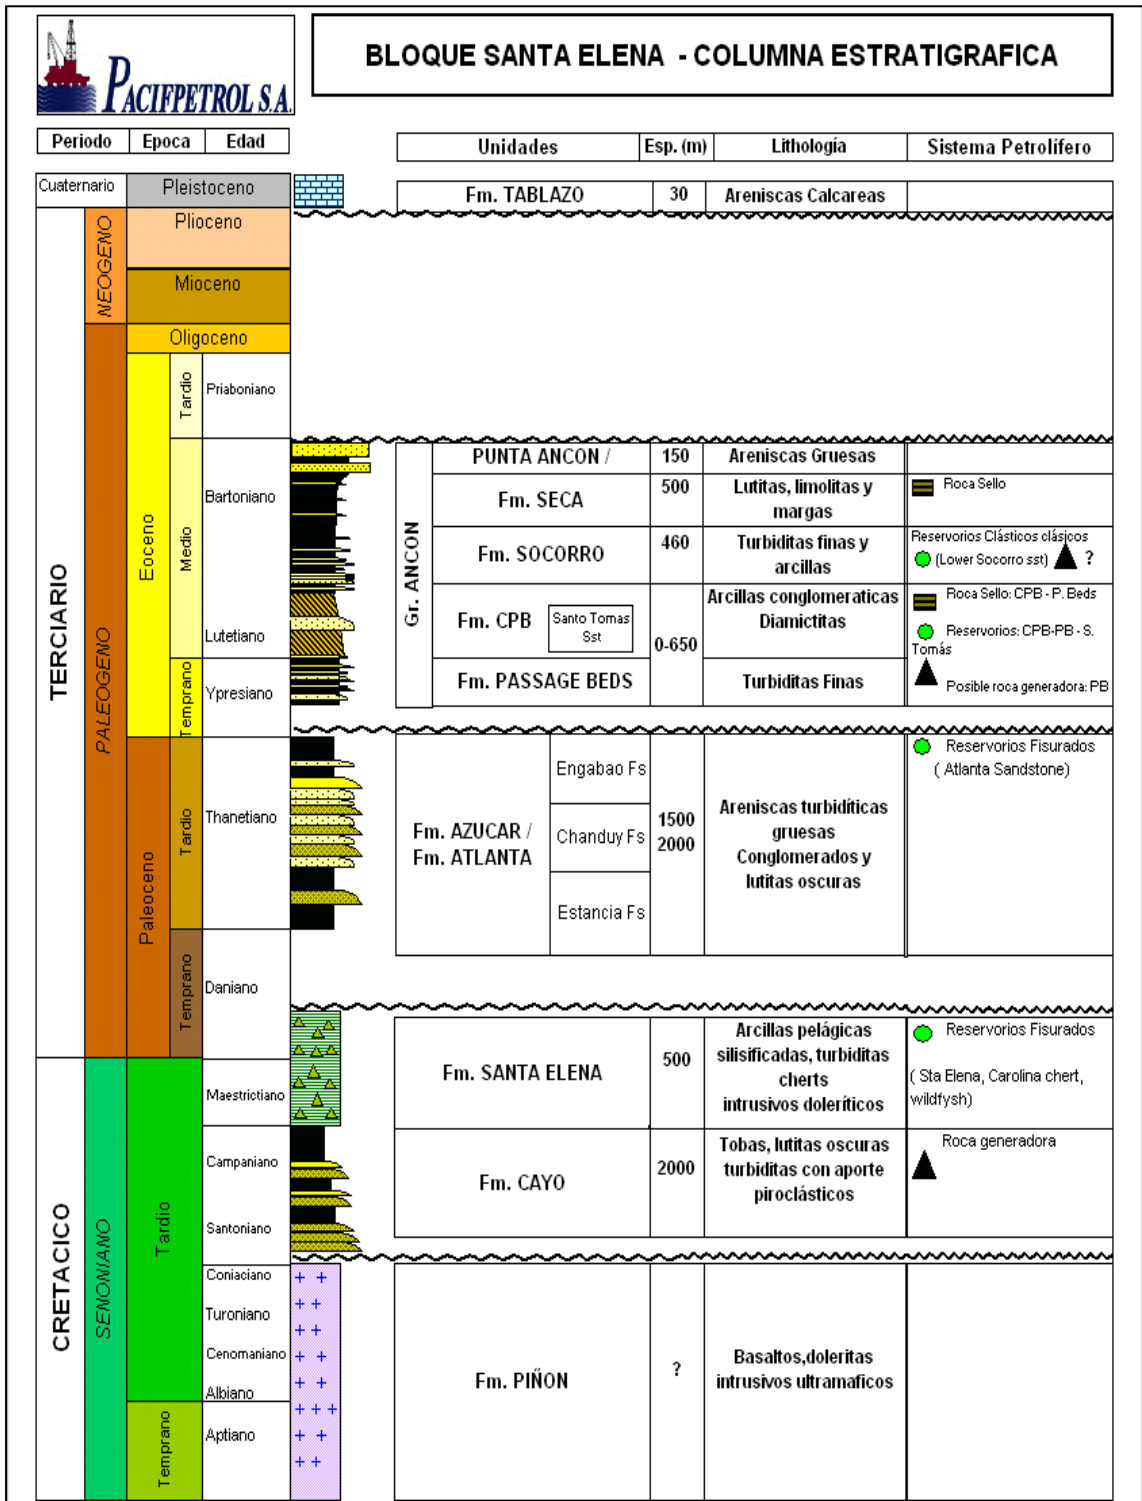 PACIFPETROL S.A.
BLOQUE SANTA ELENA - COLUMNA ESTRATIGRAFICA
Periodo Epoca Edad
Unidades Esp. (m) Lithología Sistema Petrolífero
Cuaternario Pleistoceno
Fm. TABLAZO 30 Areniscas Calcareas
TERCIARIO
NEOGENO
Plioceno
Mioceno
PALEOGENO
Oligoceno
Eoceno
Tardio
Priaboniano
Medio
Bartoniano
Lutetiano
Temprano
Ypresiano
Gr. ANCON
PUNTA ANCON / 150 Areniscas Gruesas
Fm. SECA 500 Lutitas, limolitas y
margas
Roca Sello
Fm. SOCORRO 460 Turbiditas finas y
arcillas
Reservorios Clásticos clásicos
(Lower Socorro sst) ?
Fm. CPB
Santo Tomas
Sst
0-650
Arcillas conglomeraticas
Diamictitas
Roca Sello: CPB - P. Beds
Reservorios: CPB-PB - S.
Tomás
Fm. PASSAGE BEDS Turbiditas Finas
Posible roca generadora: PB
Paleoceno
Tardio
Thanetiano
Fm. AZUCAR /
Fm. ATLANTA
Engabao Fs
Chanduy Fs
Estancia Fs
1500
2000
Areniscas turbidíticas
gruesas
Conglomerados y
lutitas oscuras
Reservorios Fisurados
( Atlanta Sandstone)
Temprano
Daniano
CRETACICO
SENONIANO
Tardio
Maestrictiano
Fm. SANTA ELENA 500
Arcillas pelágicas
silisificadas, turbiditas
cherts
intrusivos doleríticos
Reservorios Fisurados
( Sta Elena, Carolina chert,
wildfysh)
Campaniano
Santoniano
Fm. CAYO 2000
Tobas, lutitas oscuras
turbiditas con aporte
piroclásticos
Roca generadora
Coniaciano
Turoniano
Cenomaniano
Albiano
Temprano
Aptiano
Fm. PIÑON ?
Basaltos,doleritas
intrusivos ultramaficos